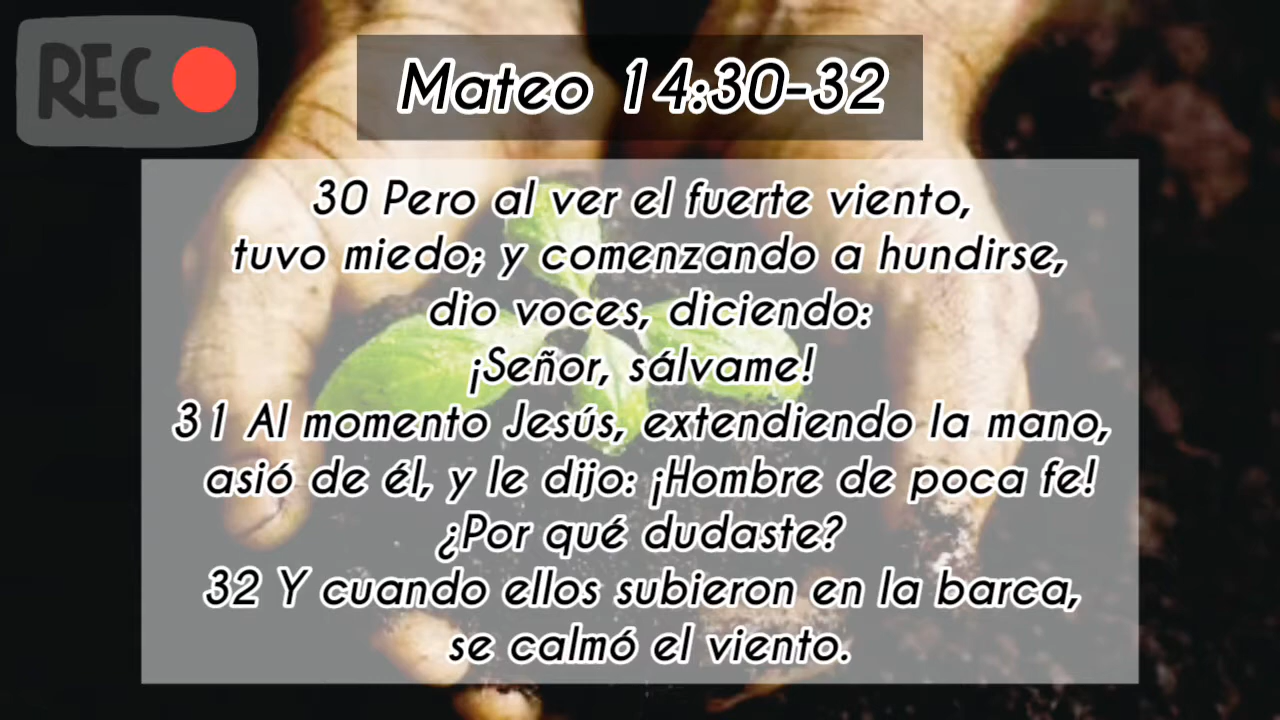 REC
Mateo 14:30-32
30 Pero al ver el fuerte viento,
tuvo miedo; y comenzando a hundirse,
dio voces, diciendo:
¡Señor, sálvame!
31 Al momento Jesús, extendiendo la mano,
asió de él, y le dijo: ¡Hombre de poca fe!
¿Por qué dudaste?
32 Y cuando ellos subieron en la barca,
se calmó el viento.